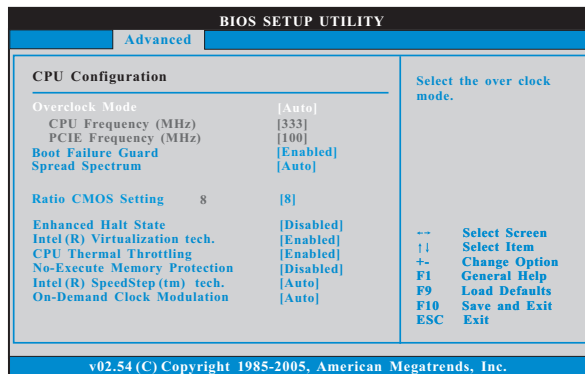 BIOS SETUP UTILITY
Advanced
CPU Configuration
Overclock Mode [Auto]
CPU Frequency (MHz) [333]
PCIE Frequency (MHz) [100]
Boot Failure Guard [Enabled]
Spread Spectrum [Auto]
Ratio CMOS Setting 8 [8]
Enhanced Halt State [Disabled]
Intel (R) Virtualization tech. [Enabled]
CPU Thermal Throttling [Enabled]
No-Execute Memory Protection [Disabled]
Intel (R) SpeedStep (tm) tech. [Auto]
On-Demand Clock Modulation [Auto]
Select the over clock
mode.
←→ Select Screen
↑↓ Select Item
+- Change Option
F1 General Help
F9 Load Defaults
F10 Save and Exit
ESC Exit
v02.54 (C) Copyright 1985-2005, American Megatrends, Inc.